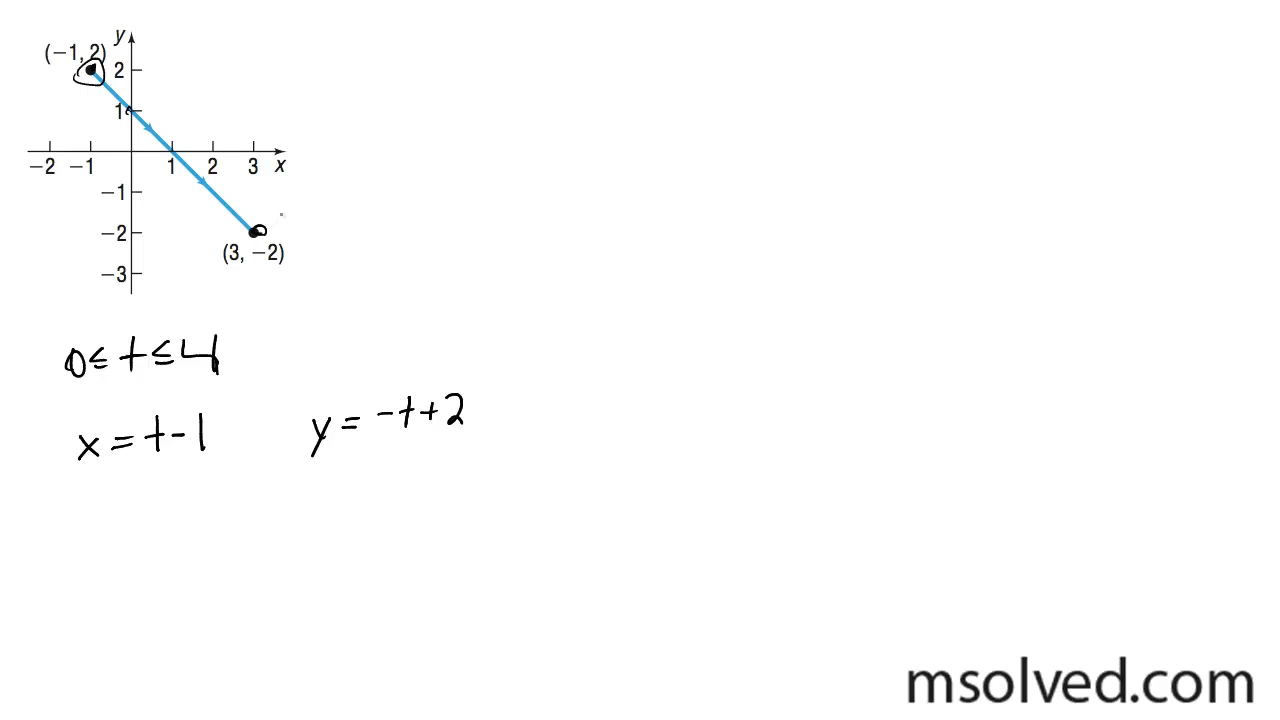 y
(−1, 2)
2
1
−2 −1 1 2 3 x
−1
−2
(3, −2)
−3
0 ≤ t ≤ 4
x = t - 1 y = -t + 2
msolved.com